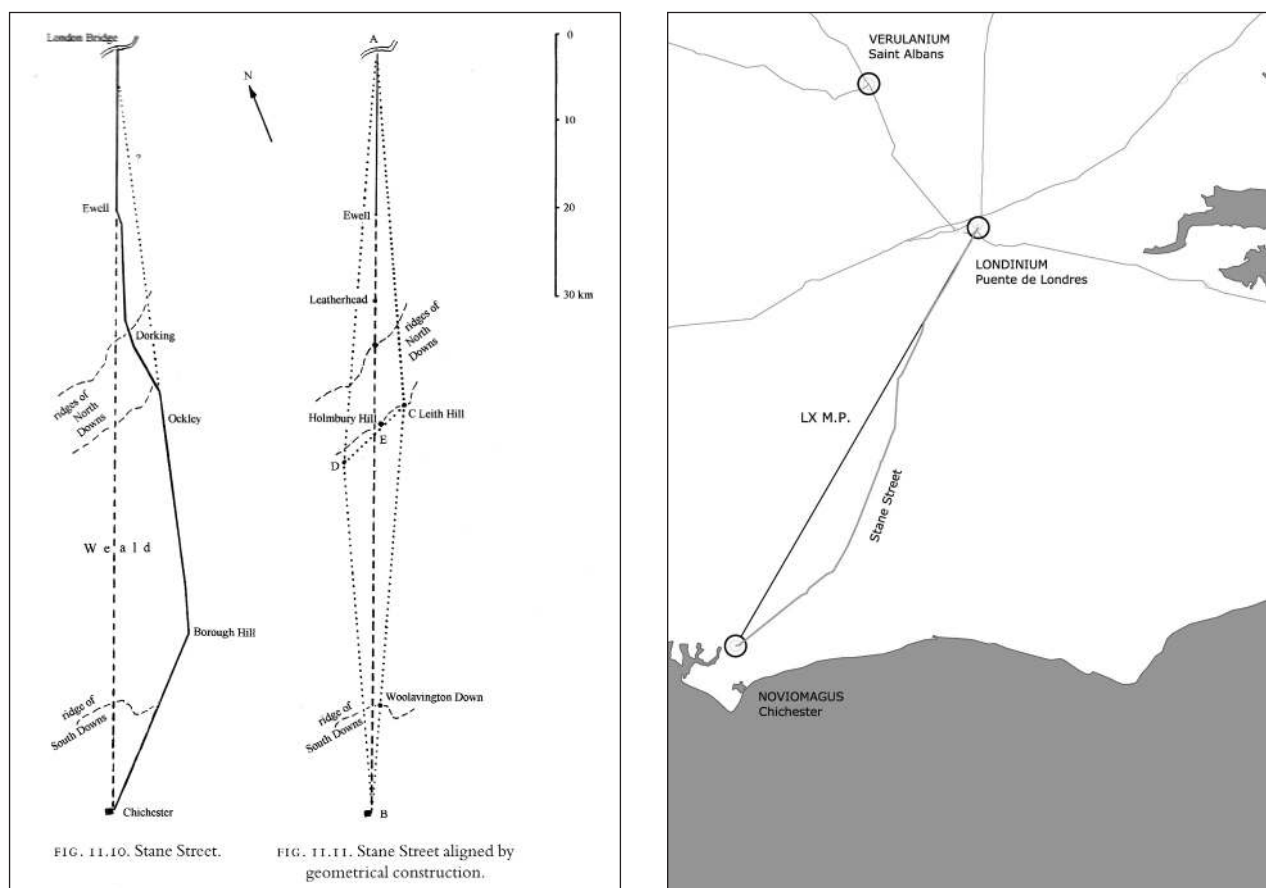 London Bridge
N
?
Ewell
Dorking
ridges of
North
Downs
Ockley
Weald
Borough Hill
ridge of
South Downs
Chichester
FIG. 11.10. Stane Street.
A
0
10
20
30 km
Ewell
Leatherhead
ridges of
North
Downs
Holmbury Hill
C Leith Hill
E
D
Woolavington Down
ridge of
South Downs
B
FIG. 11.11. Stane Street aligned by
geometrical construction.
VERULANIUM
Saint Albans
LONDINIUM
Puente de Londres
LX M.P.
Stane Street
NOVIOMAGUS
Chichester